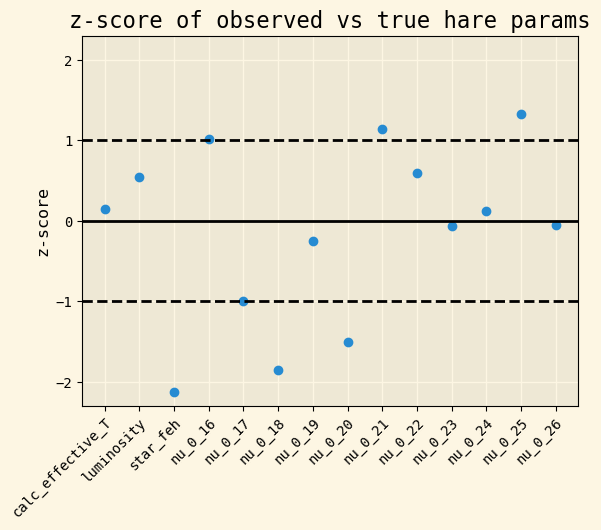 z-score of observed vs true hare params
z-score
2
1
0
−1
−2
calc_effective_T
luminosity
star_feh
nu_0_16
nu_0_17
nu_0_18
nu_0_19
nu_0_20
nu_0_21
nu_0_22
nu_0_23
nu_0_24
nu_0_25
nu_0_26